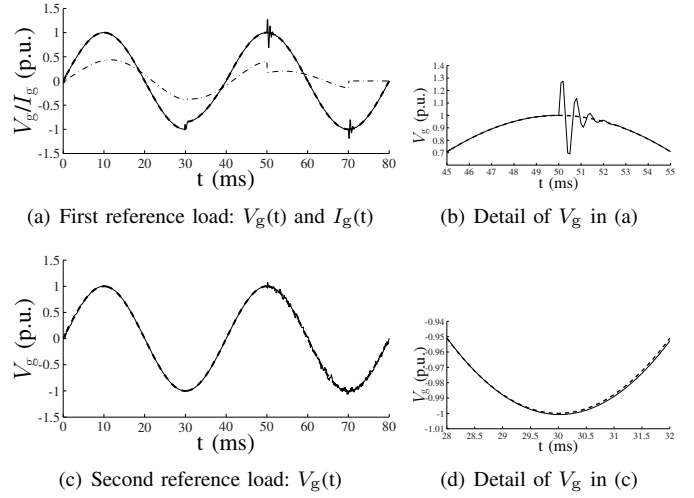 1.5
1
0.5
0
-0.5
-1
-1.5
V_g/I_g (p.u.)
0 10 20 30 40 50 60 70 80
t (ms)
(a) First reference load: V_g(t) and I_g(t)
1.4
1.3
1.2
1.1
1
0.9
0.8
0.7
V_g (p.u.)
45 46 47 48 49 50 51 52 53 54 55
t (ms)
(b) Detail of V_g in (a)
1.5
1
0.5
0
-0.5
-1
-1.5
V_g (p.u.)
0 10 20 30 40 50 60 70 80
t (ms)
(c) Second reference load: V_g(t)
-0.94
-0.95
-0.96
-0.97
-0.98
-0.99
-1
-1.01
V_g (p.u.)
28 28.5 29 29.5 30 30.5 31 31.5 32
t (ms)
(d) Detail of V_g in (c)